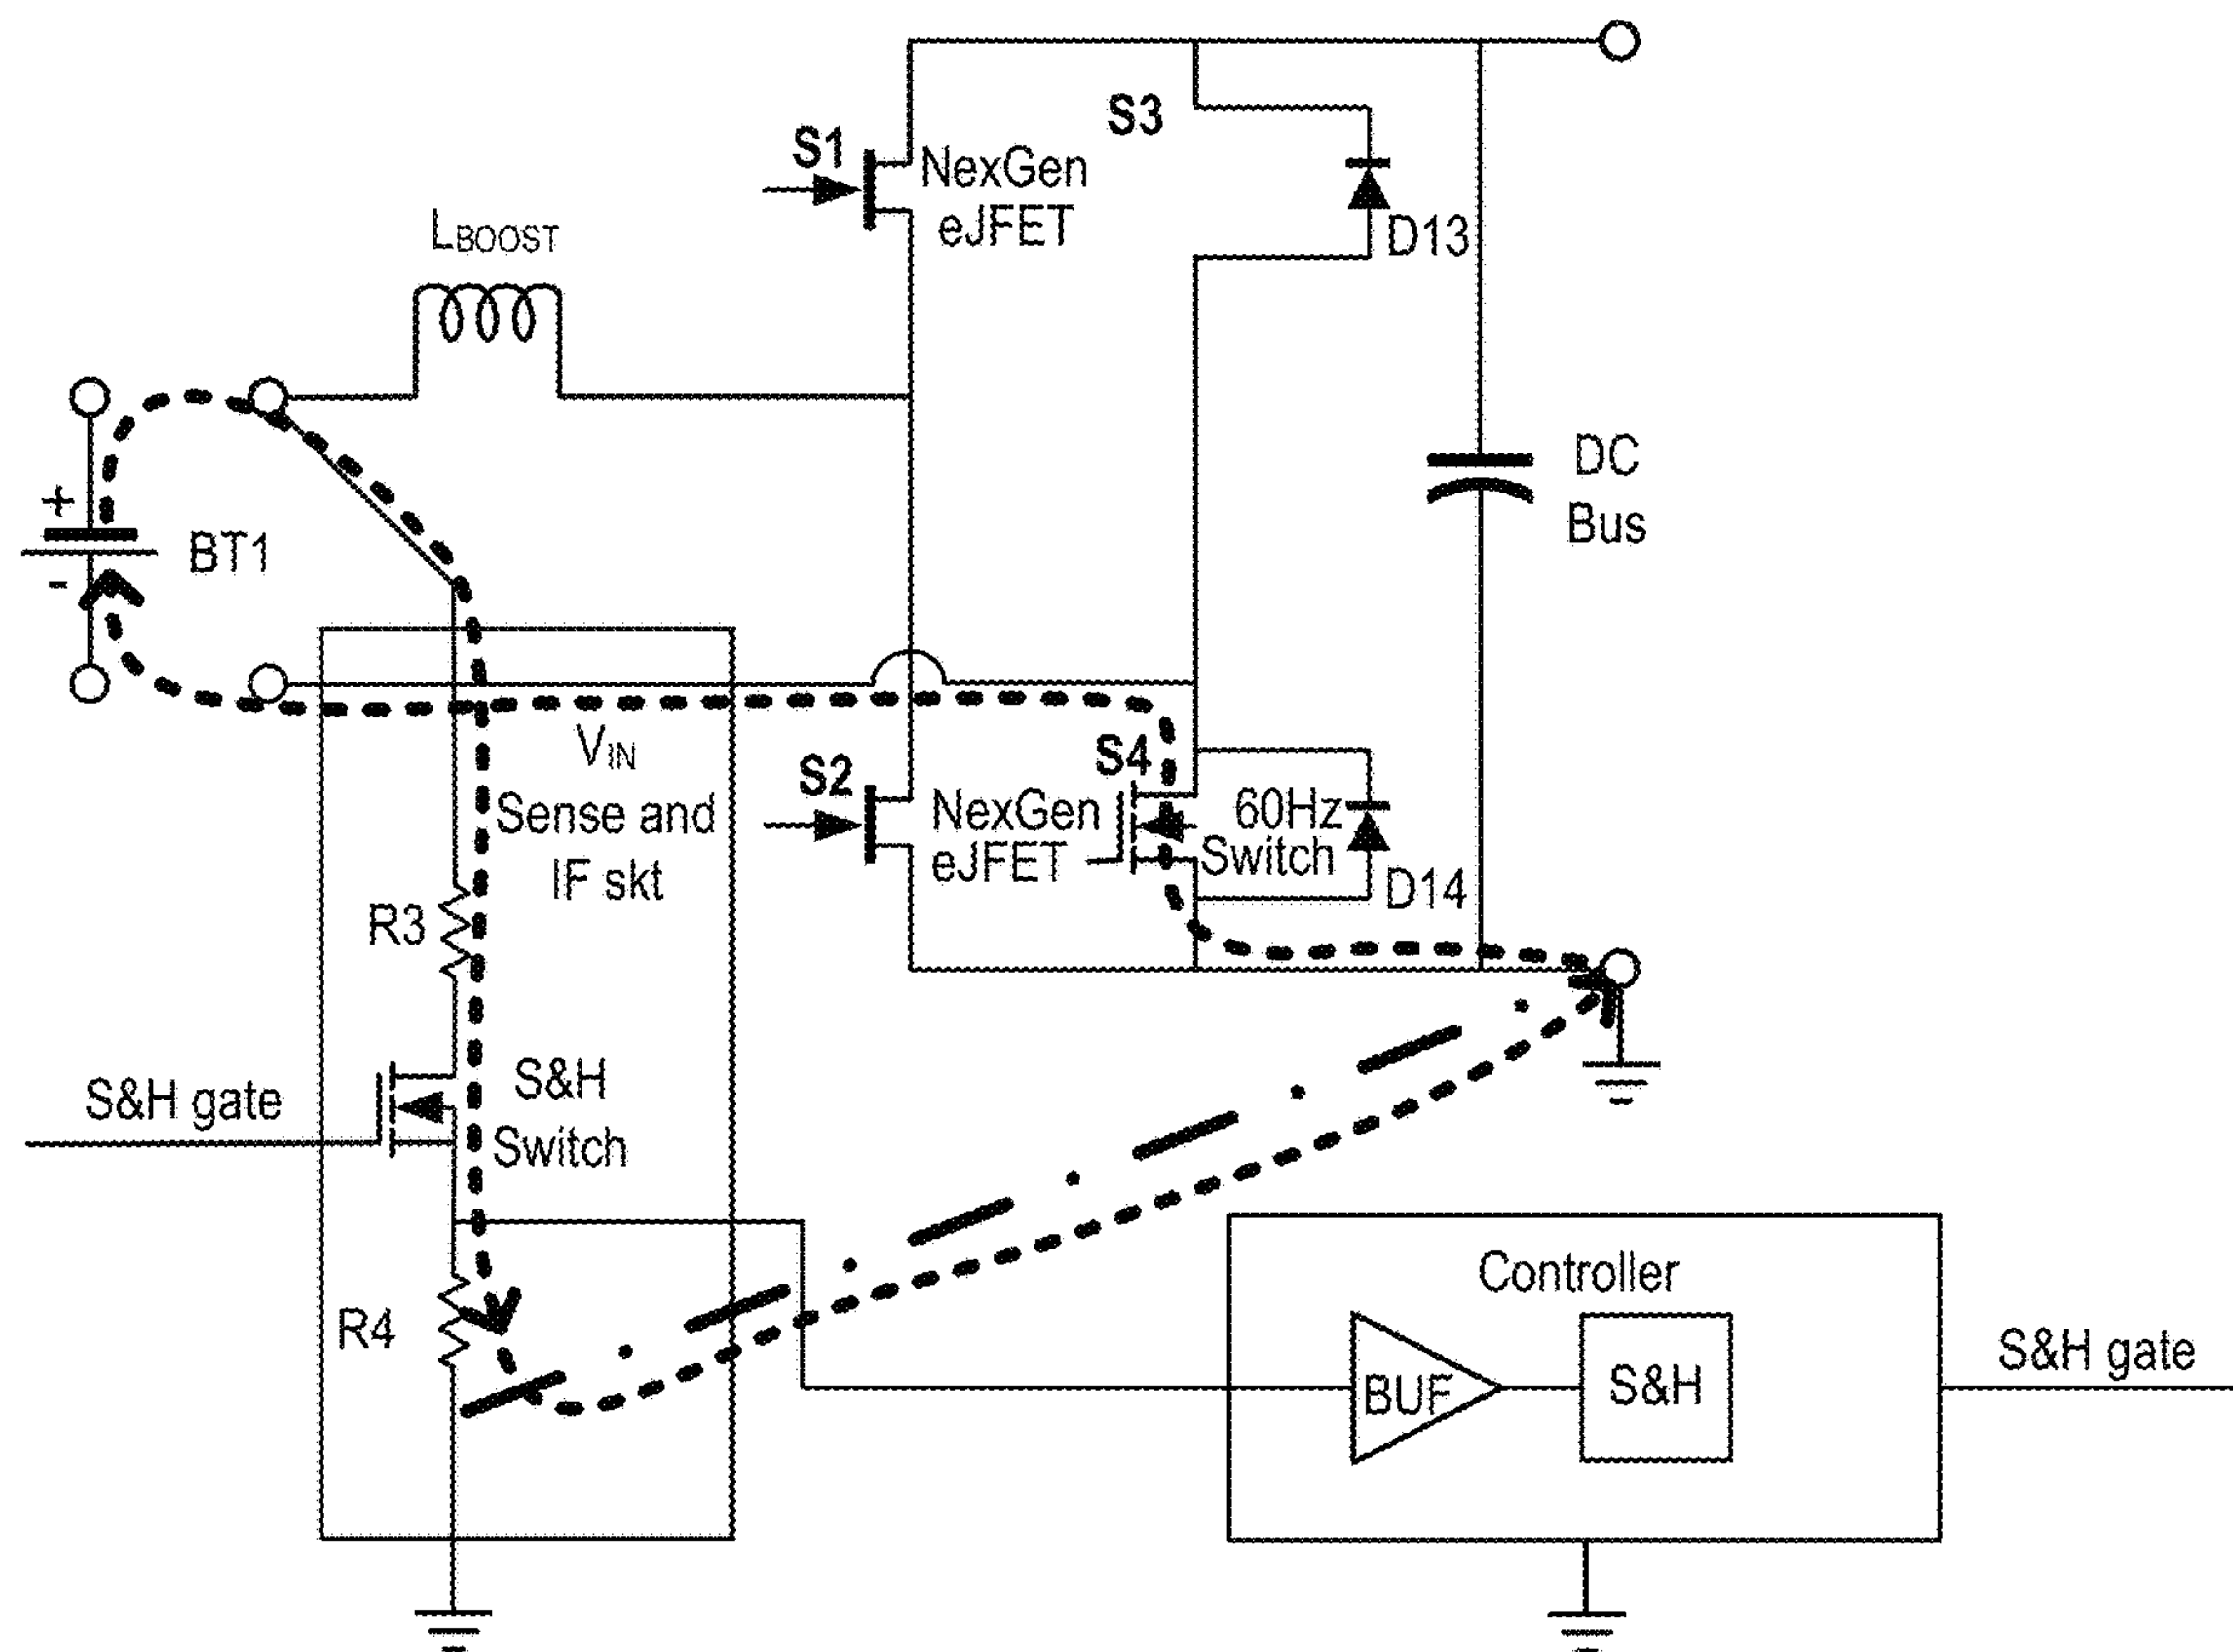 S1
NexGen
eJFET
S3
D13
LBOOST
DC
Bus
+
BT1
-
VIN
Sense and
IF skt
S2
NexGen
eJFET
S4
60Hz
Switch
D14
R3
S&H gate
S&H
Switch
R4
Controller
BUF
S&H
S&H gate